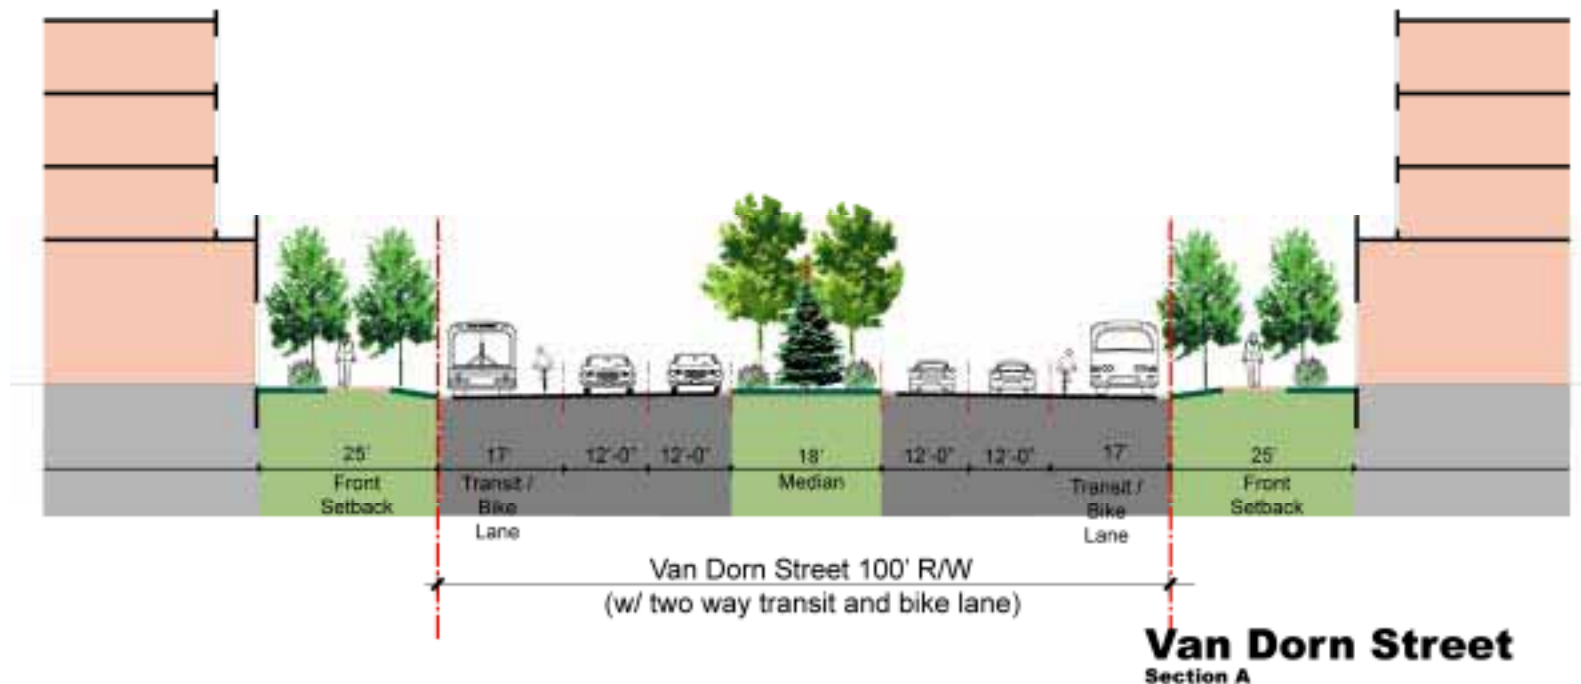 25'
Front
Setback
17'
Transit /
Bike
Lane
12'-0"
12'-0"
18'
Median
12'-0"
12'-0"
17'
Transit /
Bike
Lane
25'
Front
Setback
Van Dorn Street 100' R/W
(w/ two way transit and bike lane)
Van Dorn Street
Section A